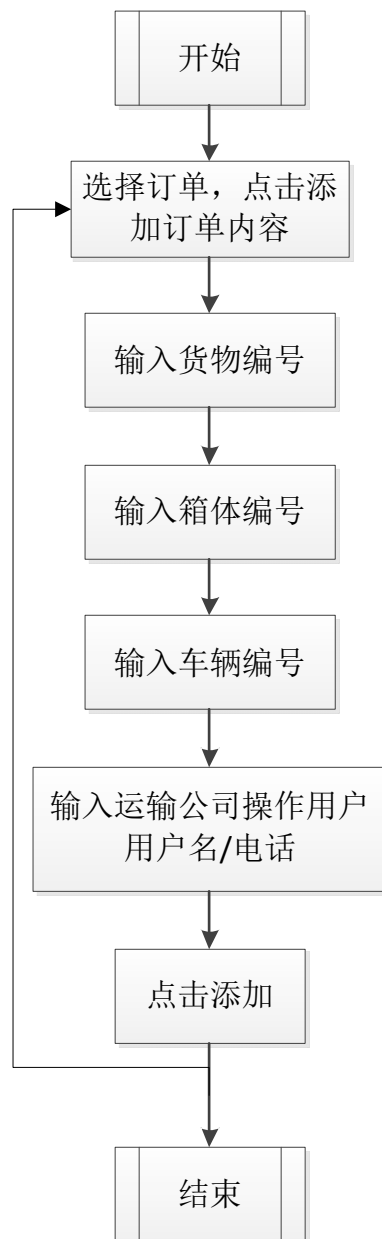 开始
选择订单，点击添
加订单内容
输入货物编号
输入箱体编号
输入车辆编号
输入运输公司操作用户
用户名/电话
点击添加
结束